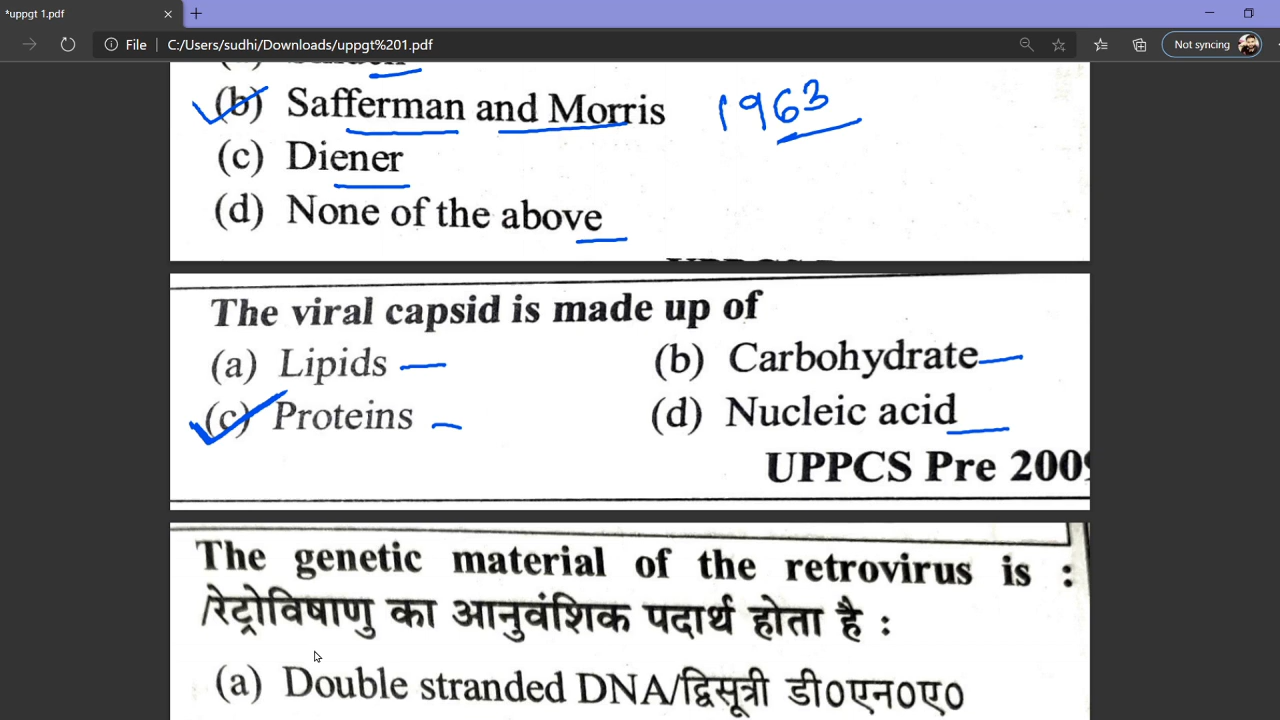 *uppgt 1.pdf
File C:/Users/sudhi/Downloads/uppgt%201.pdf Not syncing
(b) Safferman and Morris 1963
(c) Diener
(d) None of the above
The viral capsid is made up of
(a) Lipids (b) Carbohydrate
(c) Proteins (d) Nucleic acid
UPPCS Pre 2009
The genetic material of the retrovirus is :
/रेट्रोविषाणु का आनुवंशिक पदार्थ होता है :
(a) Double stranded DNA/द्विसूत्री डी०एन०ए०